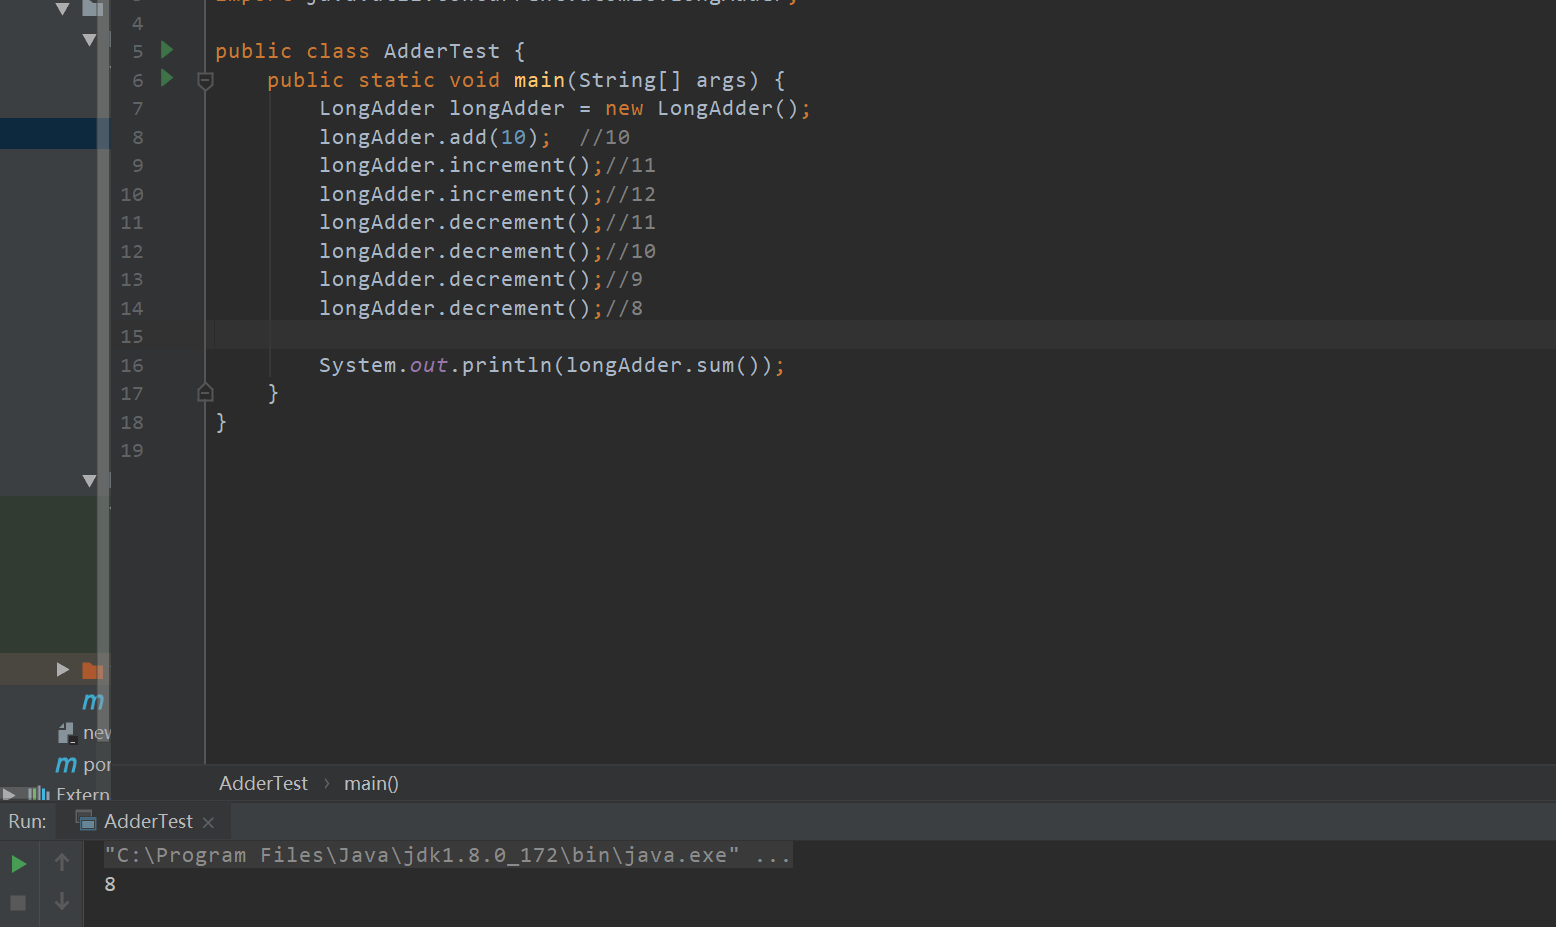 4
5 public class AdderTest {
6 public static void main(String[] args) {
7 LongAdder longAdder = new LongAdder();
8 longAdder.add(10); //10
9 longAdder.increment();//11
10 longAdder.increment();//12
11 longAdder.decrement();//11
12 longAdder.decrement();//10
13 longAdder.decrement();//9
14 longAdder.decrement();//8
15
16 System.out.println(longAdder.sum());
17 }
18 }
19
m
new
m por
Extern
AdderTest › main()
Run: AdderTest ×
"C:\Program Files\Java\jdk1.8.0_172\bin\java.exe" ...
8